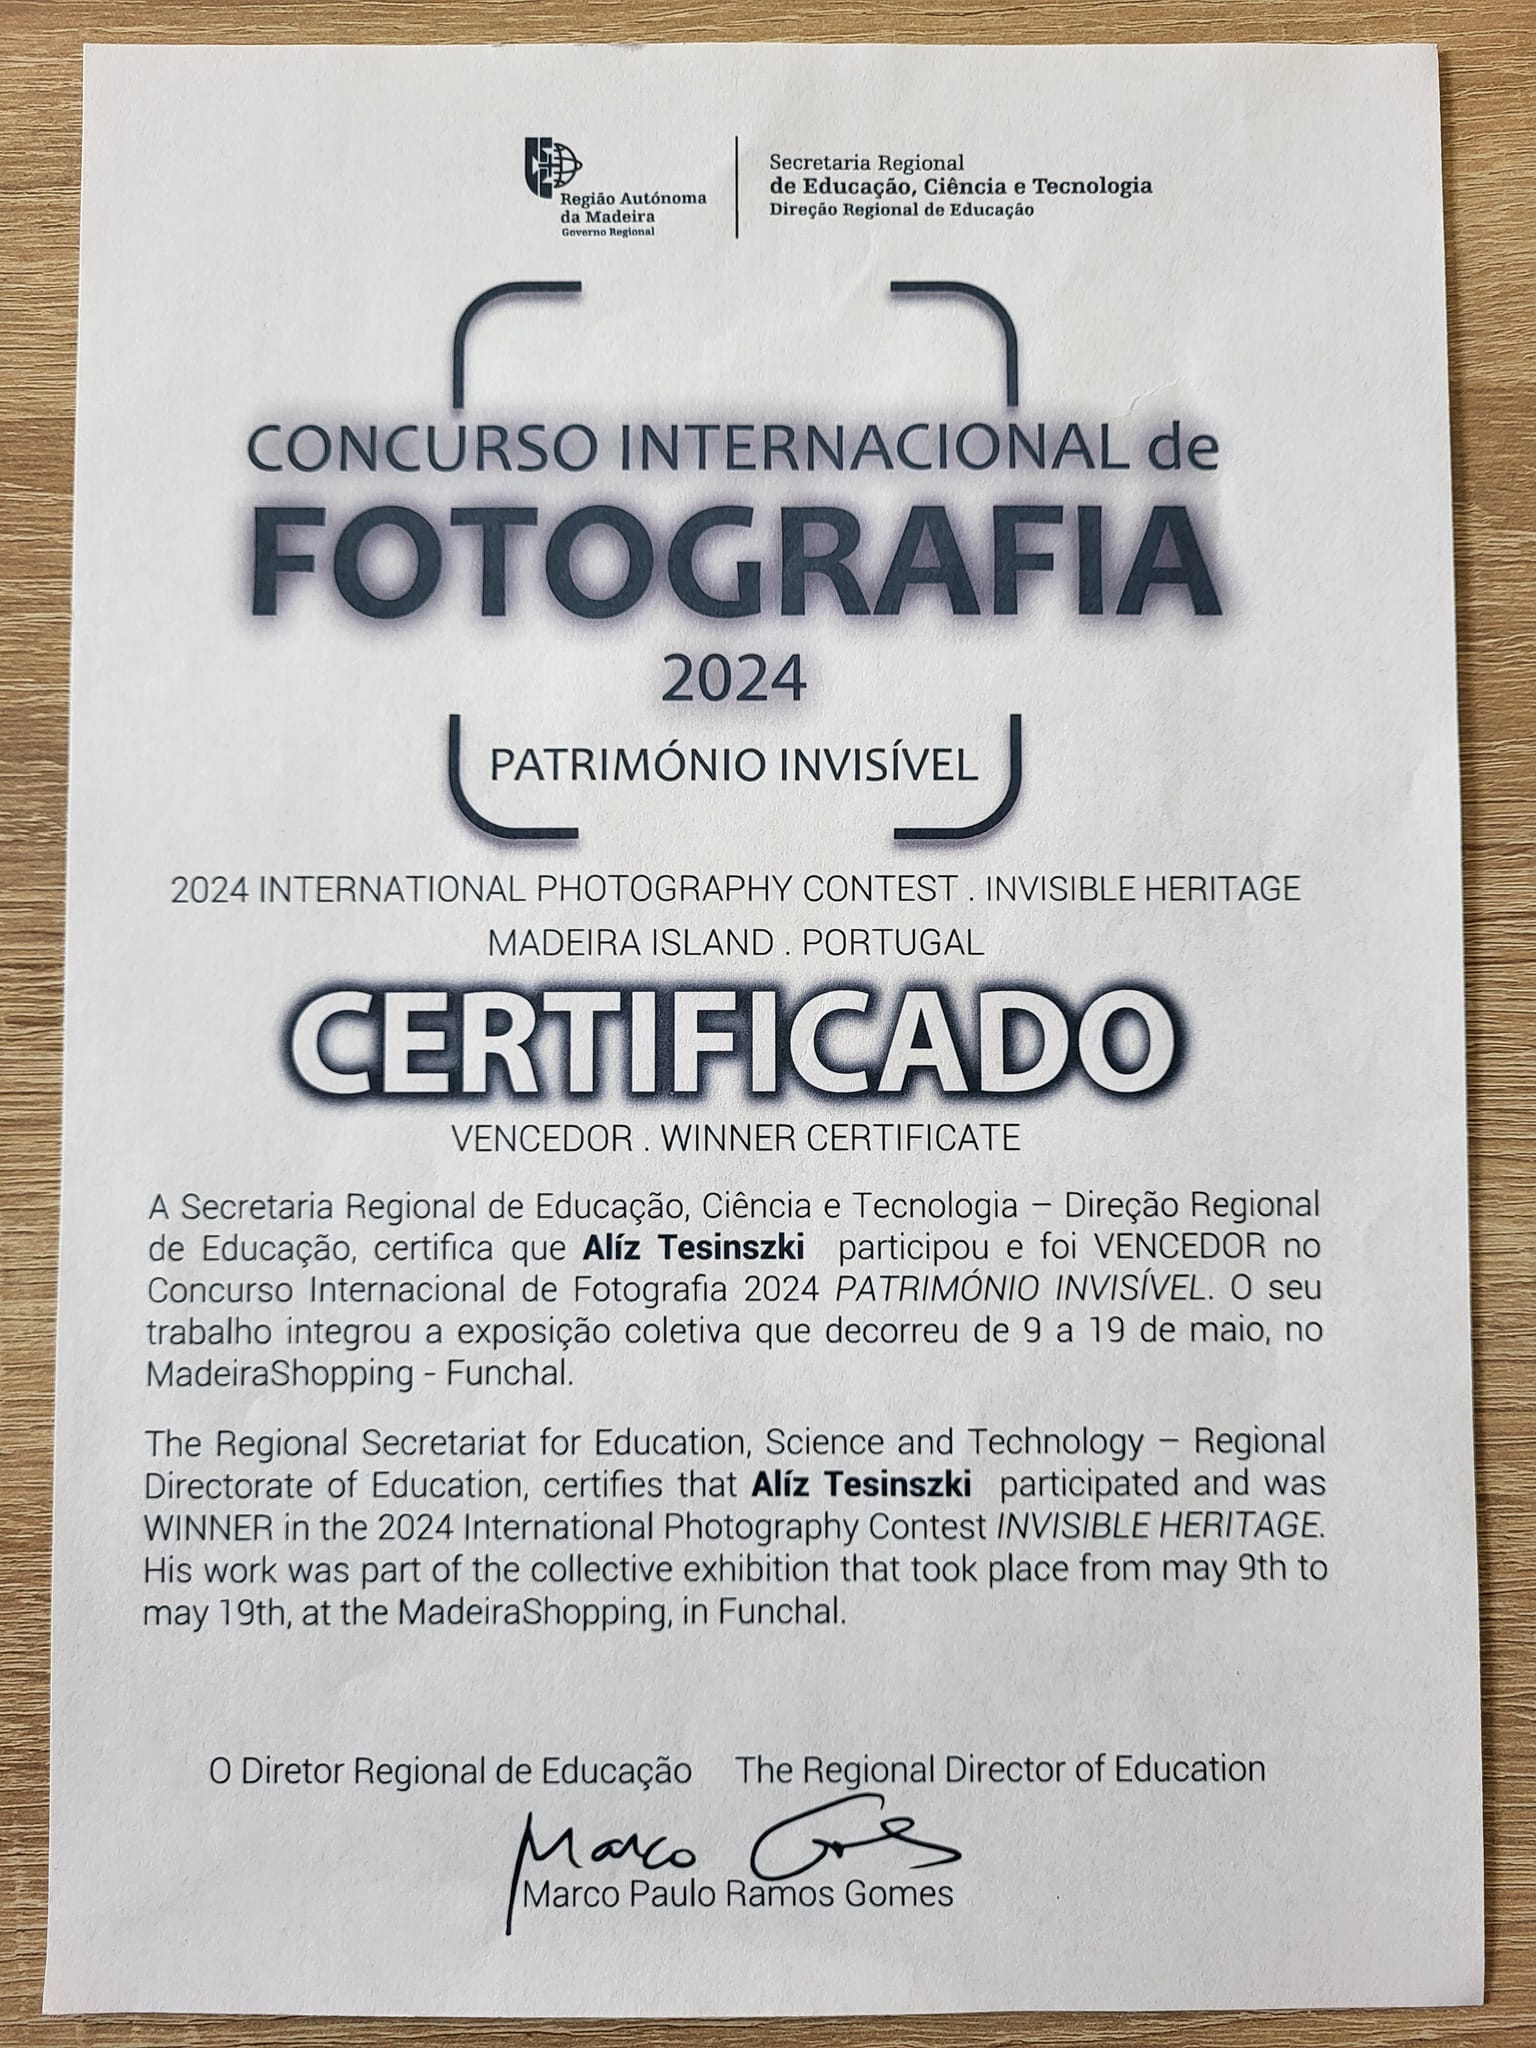 Região Autónoma
da Madeira
Governo Regional
Secretaria Regional
de Educação, Ciência e Tecnologia
Direção Regional de Educação
CONCURSO INTERNACIONAL de
FOTOGRAFIA
2024
PATRIMÓNIO INVISÍVEL
2024 INTERNATIONAL PHOTOGRAPHY CONTEST . INVISIBLE HERITAGE
MADEIRA ISLAND . PORTUGAL
CERTIFICADO
VENCEDOR . WINNER CERTIFICATE
A Secretaria Regional de Educação, Ciência e Tecnologia – Direção Regional
de Educação, certifica que Alíz Tesinszki participou e foi VENCEDOR no
Concurso Internacional de Fotografia 2024 PATRIMÓNIO INVISÍVEL. O seu
trabalho integrou a exposição coletiva que decorreu de 9 a 19 de maio, no
MadeiraShopping - Funchal.
The Regional Secretariat for Education, Science and Technology – Regional
Directorate of Education, certifies that Alíz Tesinszki participated and was
WINNER in the 2024 International Photography Contest INVISIBLE HERITAGE.
His work was part of the collective exhibition that took place from may 9th to
may 19th, at the MadeiraShopping, in Funchal.
O Diretor Regional de Educação The Regional Director of Education
Marco Gomes
Marco Paulo Ramos Gomes